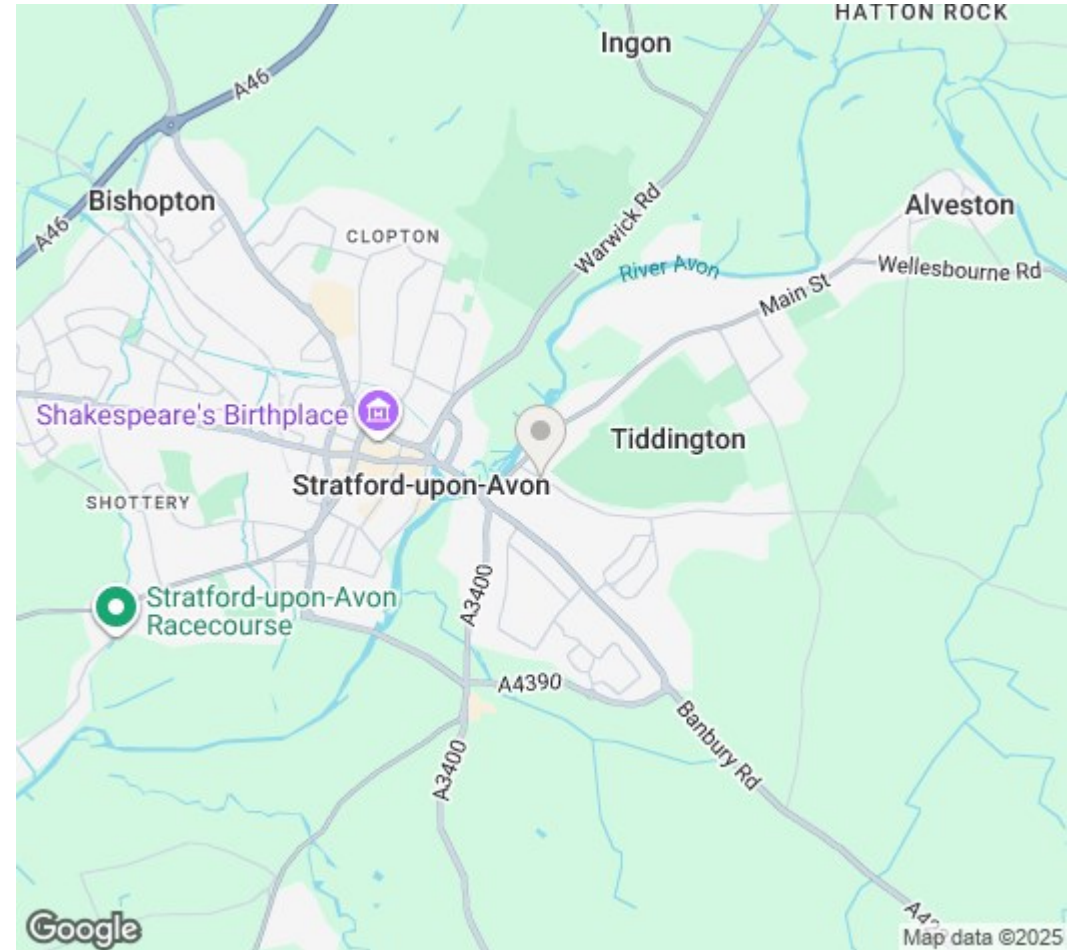 HATTON ROCK
Ingon
A46
Bishopton
Alveston
CLOPTON
Warwick Rd
A46
River Avon
Wellesbourne Rd
Main St
Shakespeare's Birthplace
Tiddington
Stratford-upon-Avon
SHOTTERY
A3400
Stratford-upon-Avon
Racecourse
A4390
Banbury Rd
A3400
Google
Map data ©2025